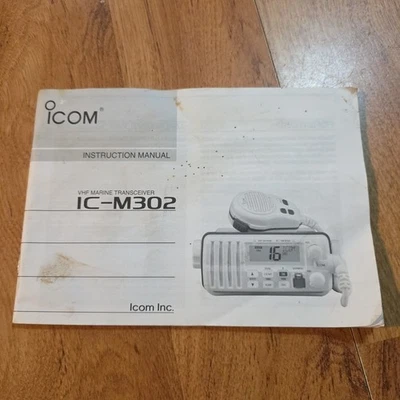 ICOM
INSTRUCTION MANUAL
VHF MARINE TRANSCEIVER
IC-M302
16
Icom Inc.